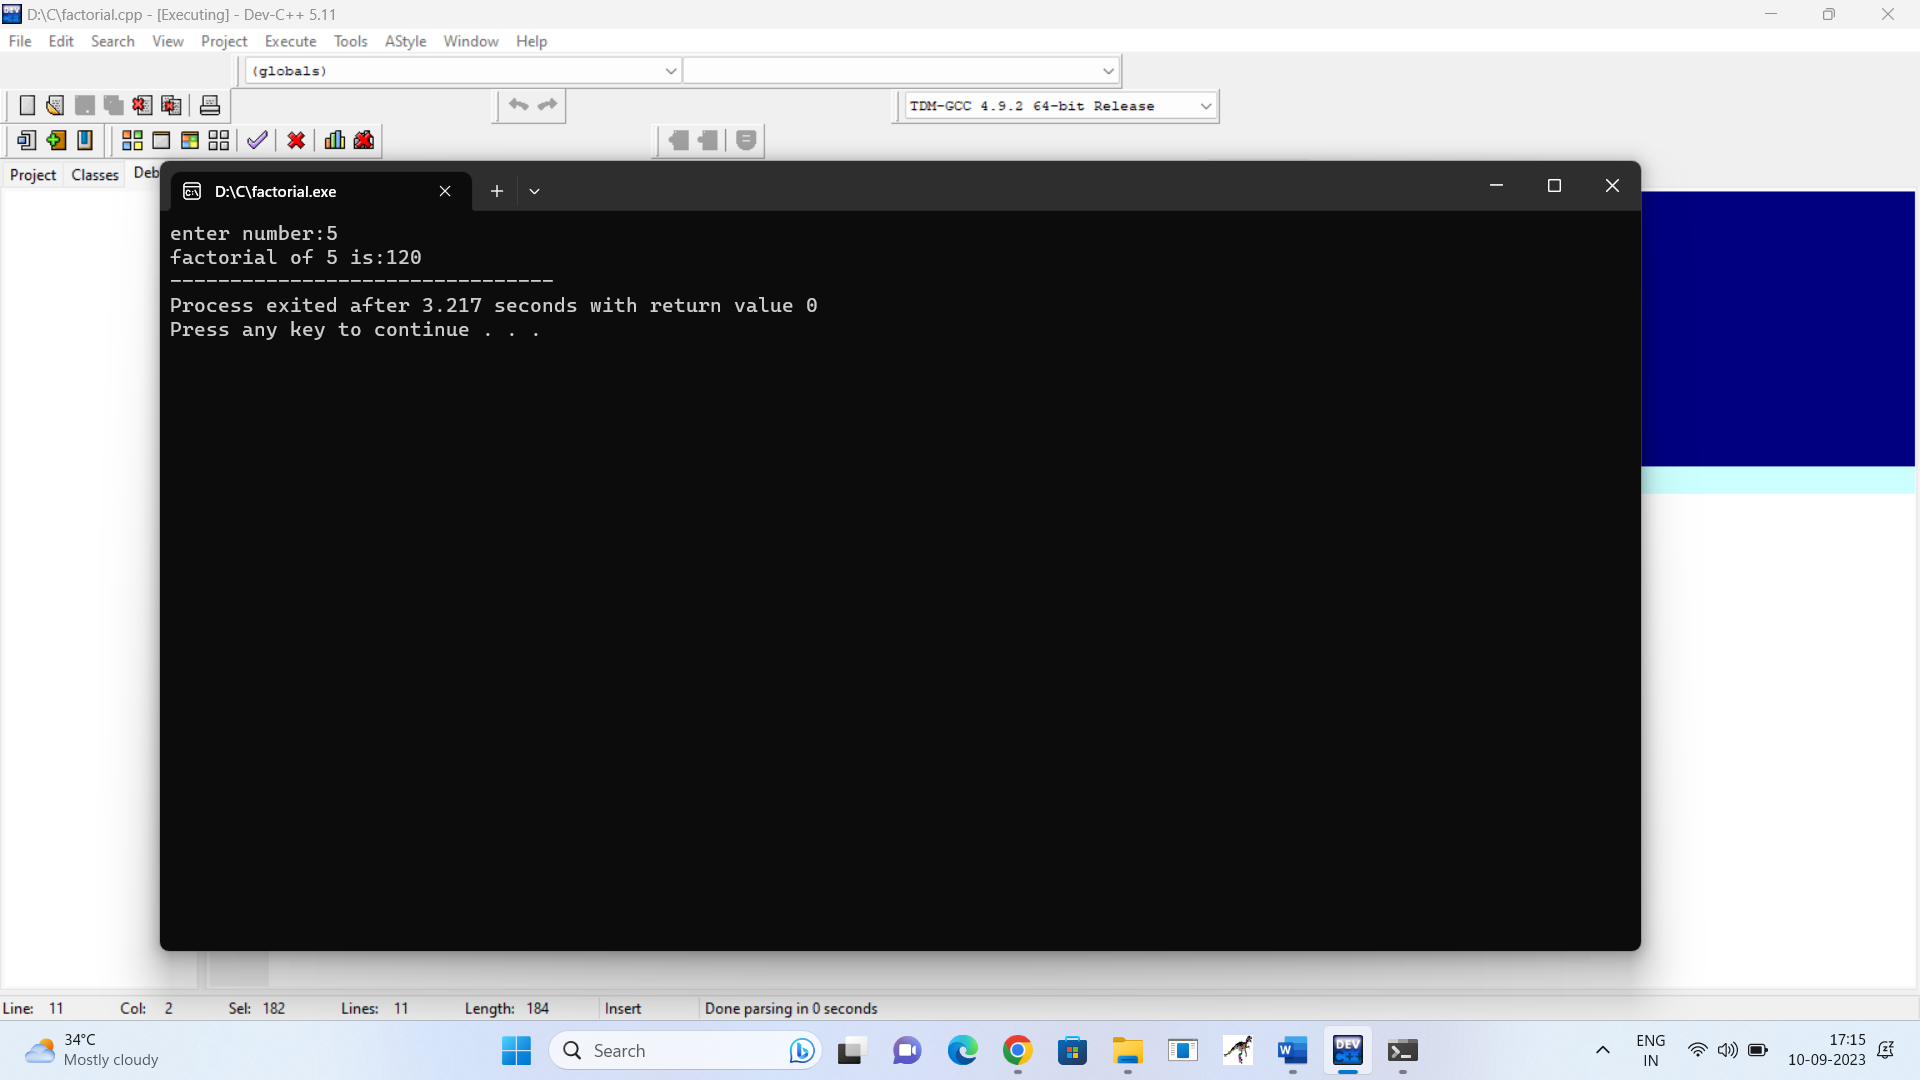 D:\C\factorial.cpp - [Executing] - Dev-C++ 5.11
File Edit Search View Project Execute Tools AStyle Window Help
(globals)
TDM-GCC 4.9.2 64-bit Release
Project Classes Deb
D:\C\factorial.exe
enter number:5
factorial of 5 is:120
--------------------------------
Process exited after 3.217 seconds with return value 0
Press any key to continue . . .
Line: 11 Col: 2 Sel: 182 Lines: 11 Length: 184 Insert Done parsing in 0 seconds
34°C
Mostly cloudy
Search
DEV
C++
ENG
IN
17:15
10-09-2023